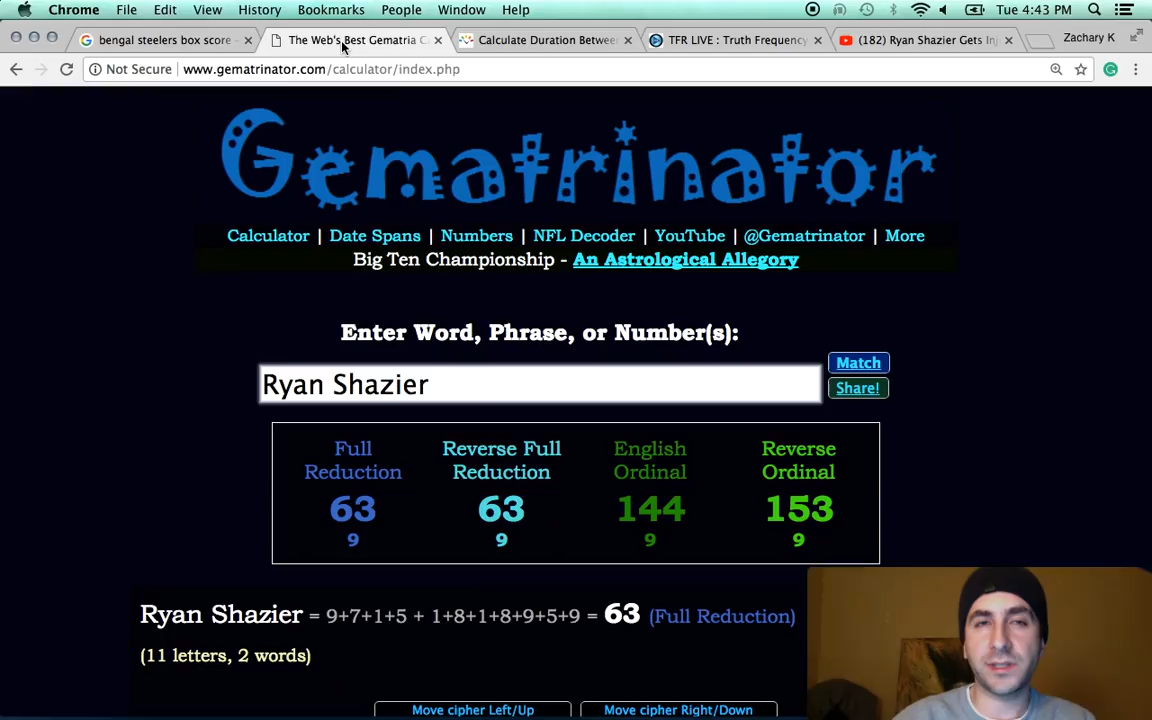 Chrome File Edit View History Bookmarks People Window Help Tue 4:43 PM
bengal steelers box score - The Web's Best Gematria C Calculate Duration Betwee TFR LIVE : Truth Frequency (182) Ryan Shazier Gets Inj Zachary K
Not Secure www.gematrinator.com/calculator/index.php
Gematrinator
Calculator | Date Spans | Numbers | NFL Decoder | YouTube | @Gematrinator | More
Big Ten Championship - An Astrological Allegory
Enter Word, Phrase, or Number(s):
Match
Ryan Shazier
Share!
Full Reduction Reverse Full Reduction English Ordinal Reverse Ordinal
63 63 144 153
9 9 9 9
Ryan Shazier = 9+7+1+5 + 1+8+1+8+9+5+9 = 63 (Full Reduction)
(11 letters, 2 words)
Move cipher Left/Up Move cipher Right/Down